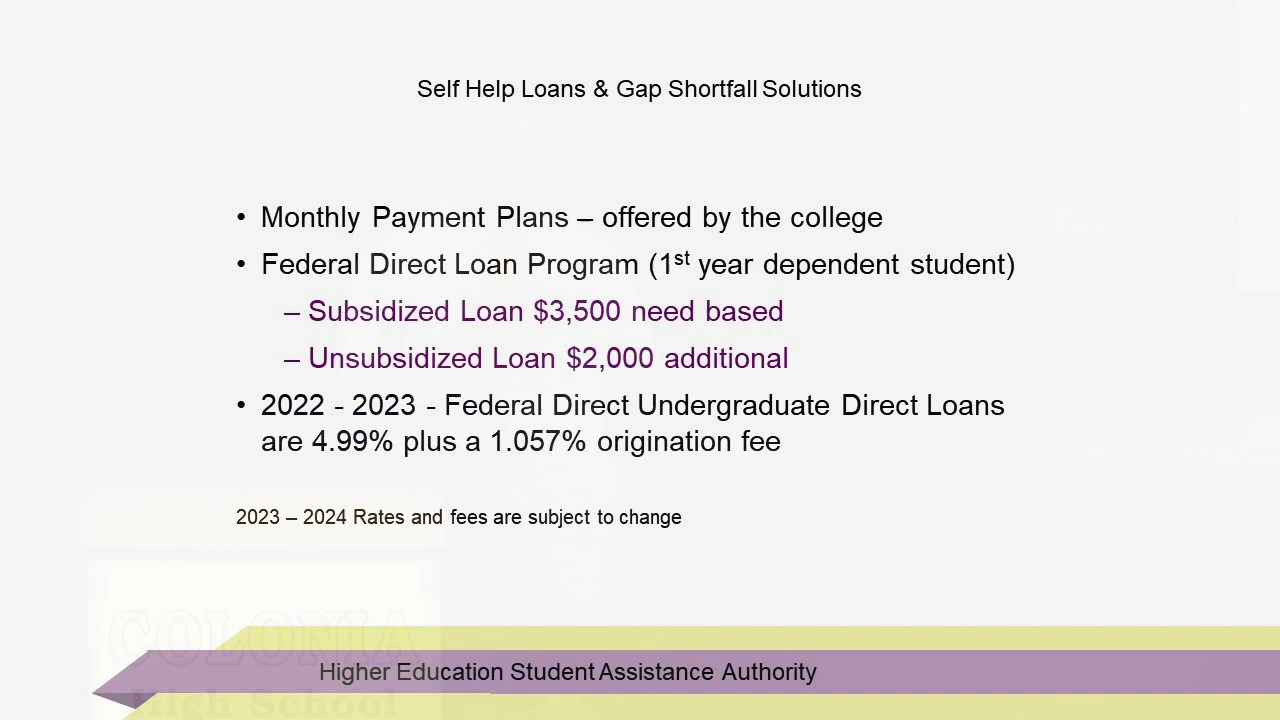 Self Help Loans & Gap Shortfall Solutions
• Monthly Payment Plans – offered by the college
• Federal Direct Loan Program (1st year dependent student)
– Subsidized Loan $3,500 need based
– Unsubsidized Loan $2,000 additional
• 2022 - 2023 - Federal Direct Undergraduate Direct Loans
are 4.99% plus a 1.057% origination fee
2023 – 2024 Rates and fees are subject to change
COLONIA
Higher Education Student Assistance Authority
High School